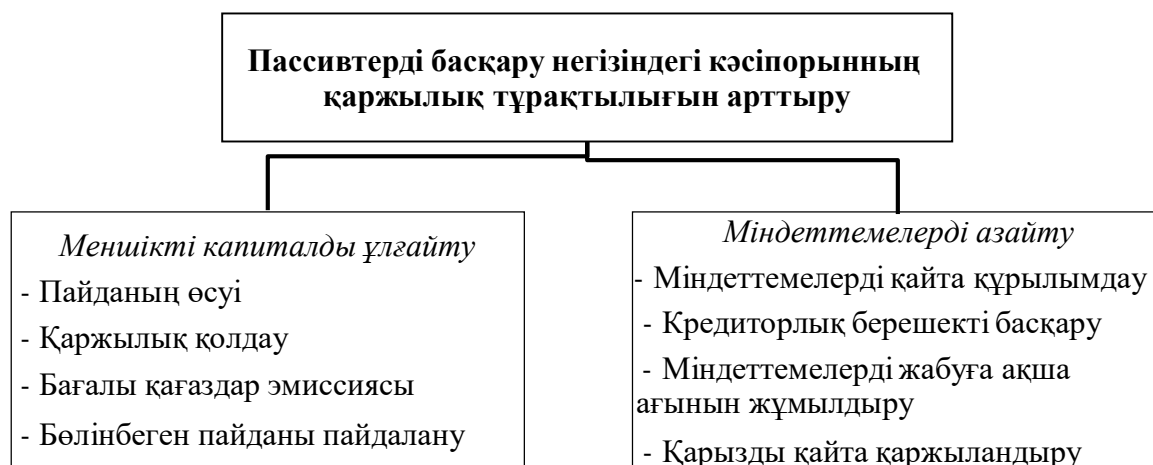 Пассивтерді басқару негізіндегі кәсіпорынның
қаржылық тұрақтылығын арттыру
Меншікті капиталды ұлғайту
- Пайданың өсуі
- Қаржылық қолдау
- Бағалы қағаздар эмиссиясы
- Бөлінбеген пайданы пайдалану
Міндеттемелерді азайту
- Міндеттемелерді қайта құрылымдау
- Кредиторлық берешекті басқару
- Міндеттемелерді жабуға ақша
ағынын жұмылдыру
- Қарызды қайта қаржыландыру